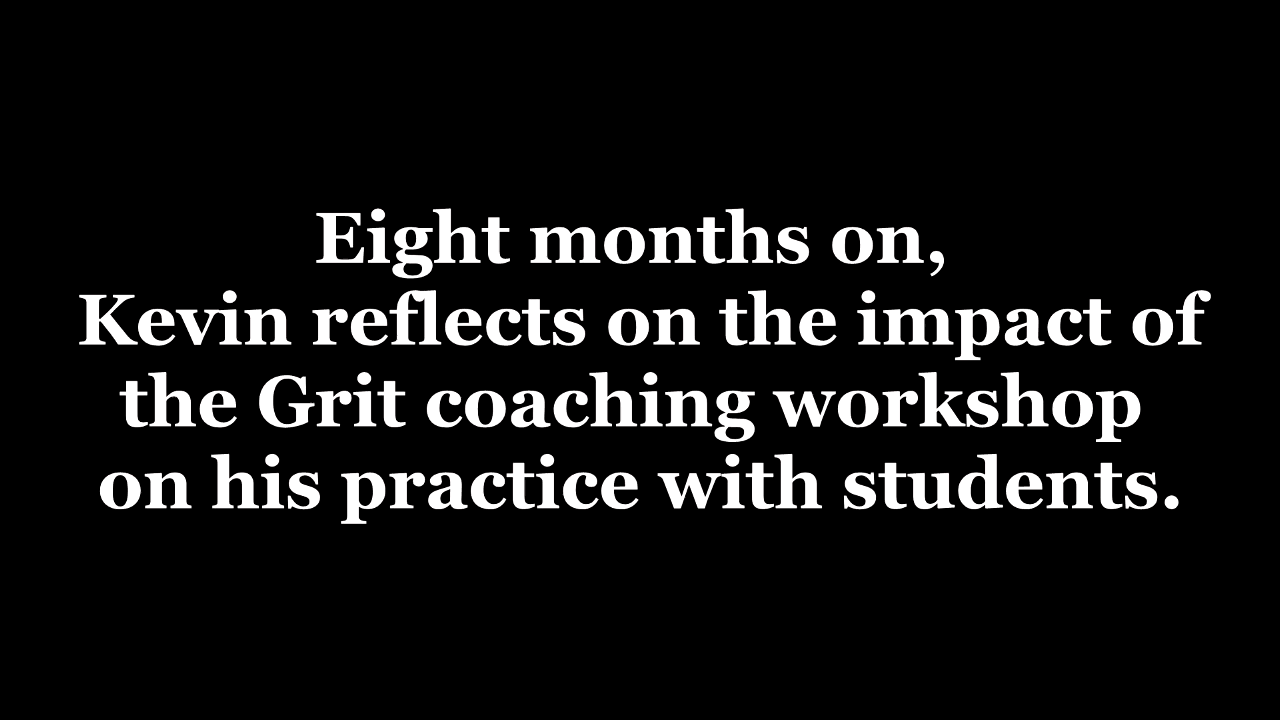 Eight months on,
Kevin reflects on the impact of
the Grit coaching workshop
on his practice with students.